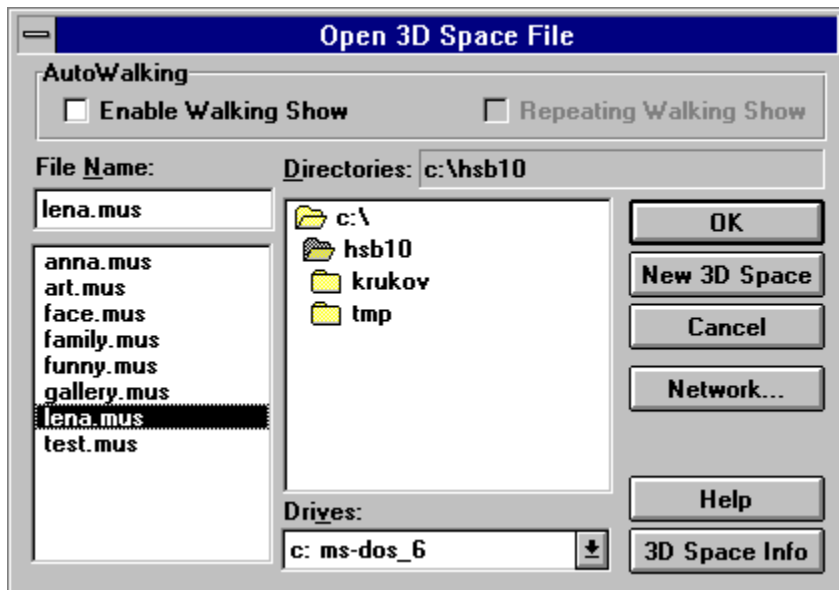 Open 3D Space File
AutoWalking
Enable Walking Show
Repeating Walking Show
File Name:
lena.mus
anna.mus
art.mus
face.mus
family.mus
funny.mus
gallery.mus
lena.mus
test.mus
Directories: c:\hsb10
c:\
hsb10
krukov
tmp
Drives:
c: ms-dos_6
OK
New 3D Space
Cancel
Network...
Help
3D Space Info